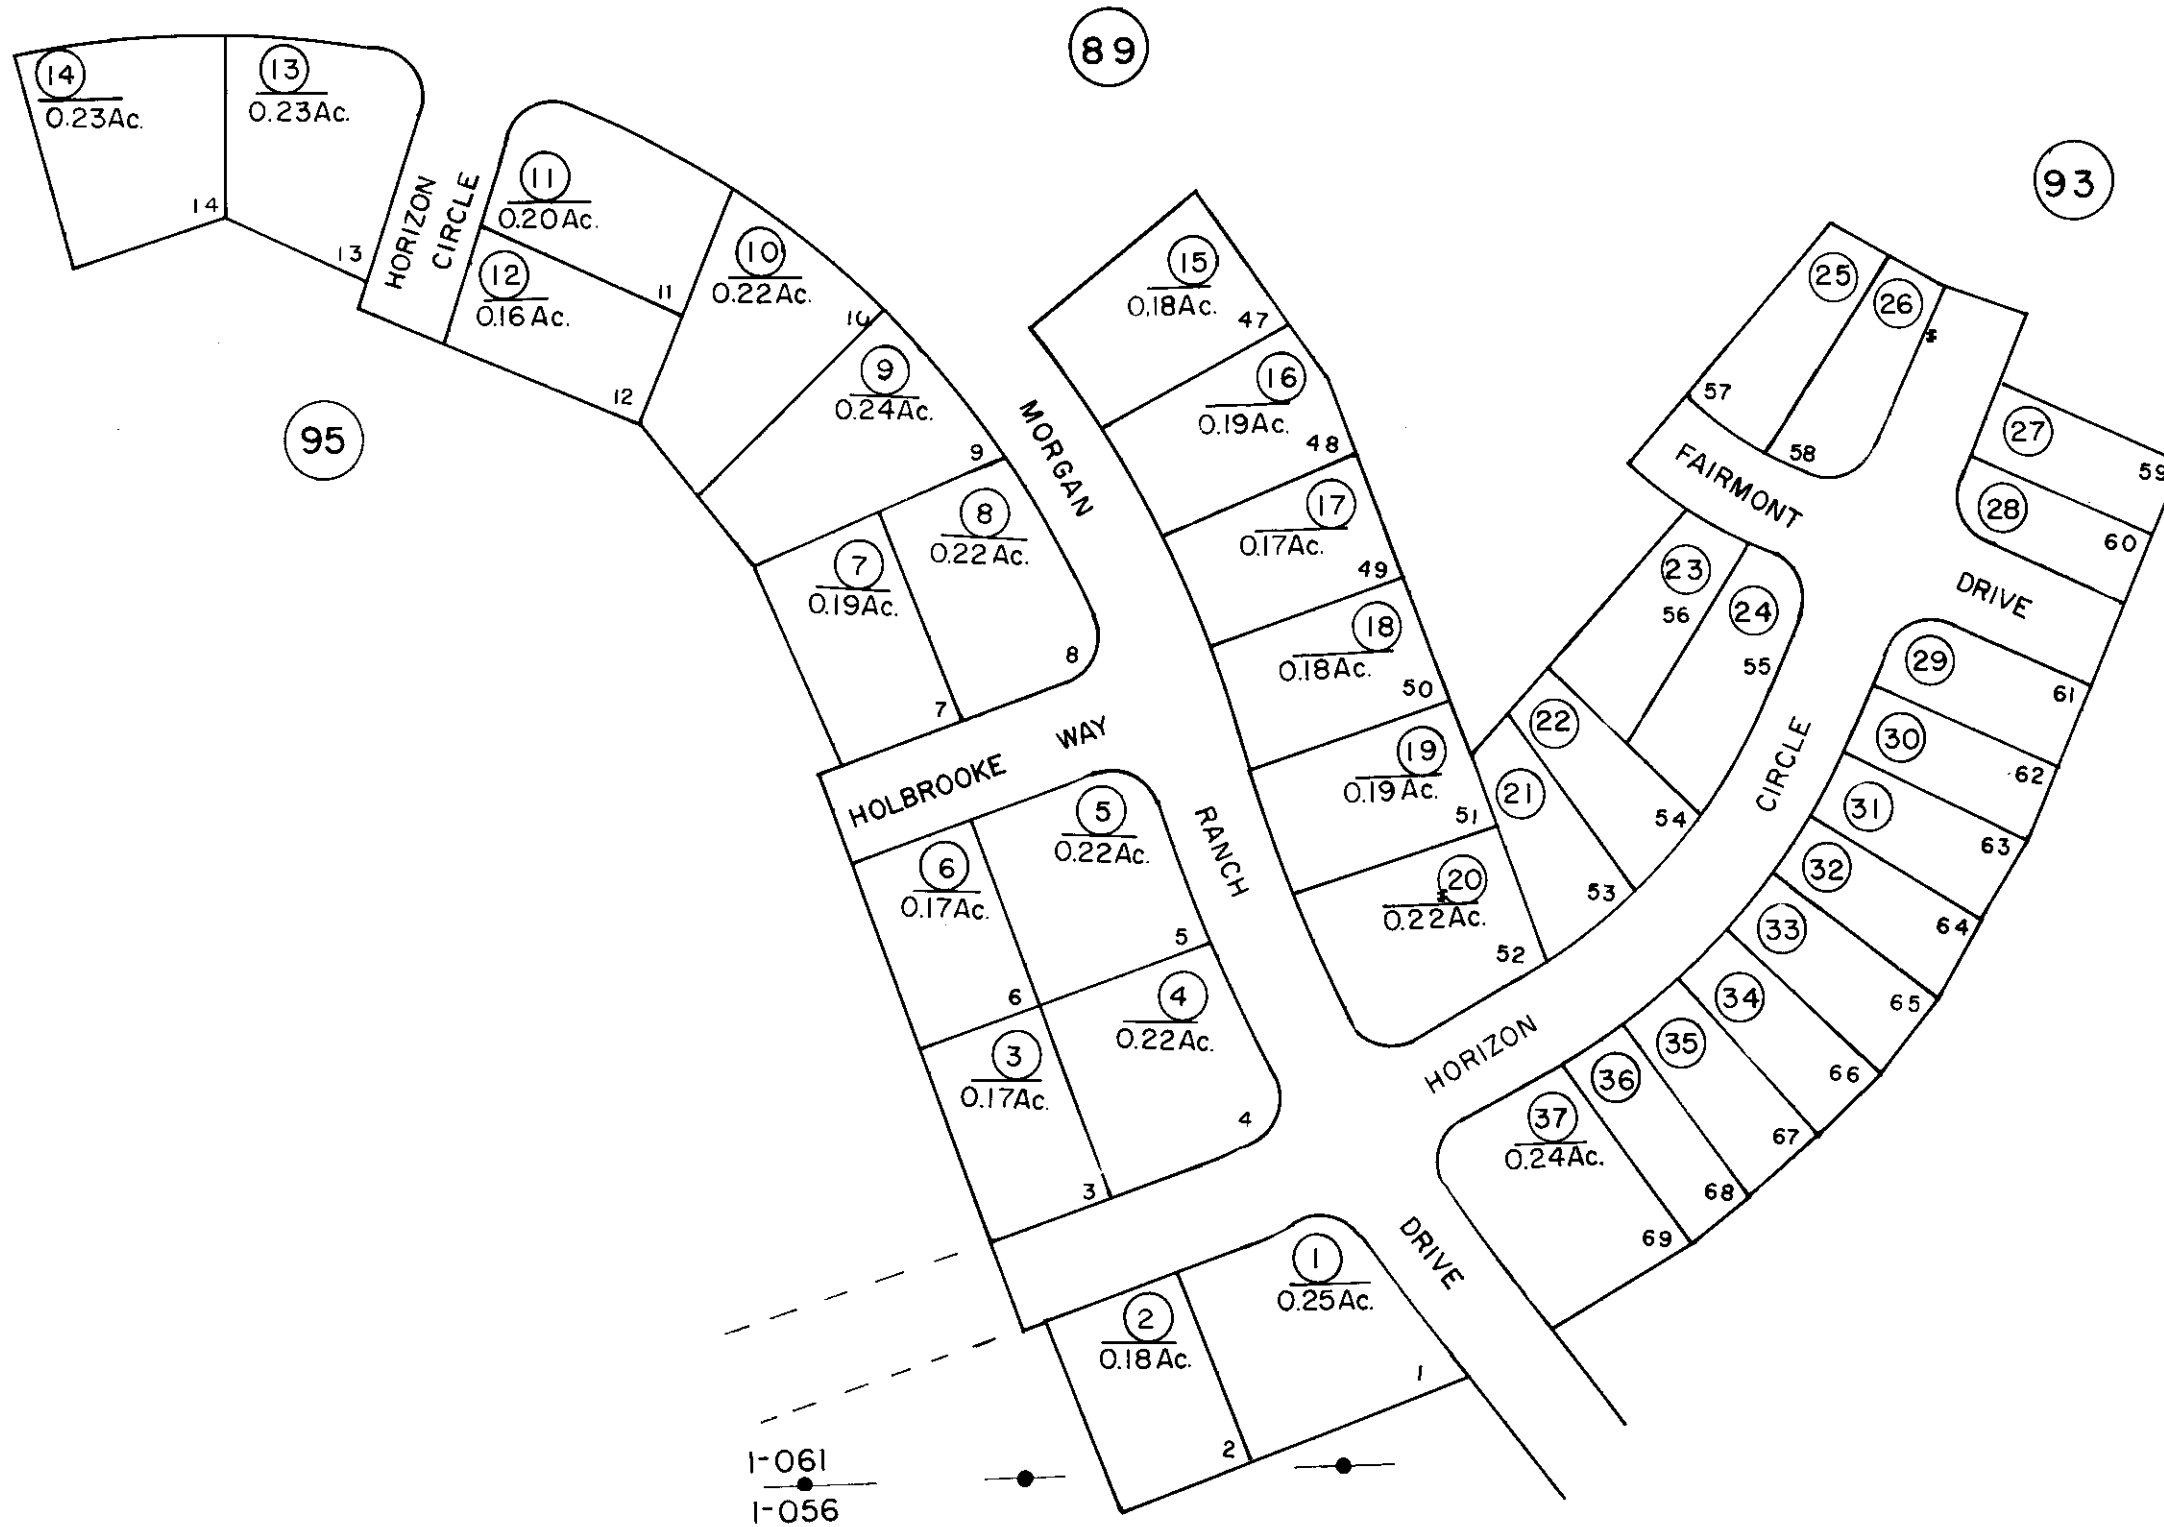 89
93
95
14
0.23Ac.
14
13
0.23Ac.
13
HORIZON
CIRCLE
11
0.20Ac.
11
12
0.16Ac.
12
10
0.22Ac.
10
9
0.24Ac.
9
8
0.22Ac.
8
7
0.19Ac.
7
HOLBROOKE WAY
MORGAN
RANCH
DRIVE
6
0.17Ac.
6
5
0.22Ac.
5
4
0.22Ac.
4
3
0.17Ac.
3
2
0.18Ac.
2
1
0.25Ac.
1
15
0.18Ac.
47
16
0.19Ac.
48
17
0.17Ac.
49
18
0.18Ac.
50
19
0.19Ac.
51
20
0.22Ac.
52
21
53
22
54
23
56
24
55
25
57
26
58
FAIRMONT
DRIVE
27
59
28
60
29
61
30
62
31
63
32
64
33
65
34
66
35
67
36
68
37
0.24Ac.
69
HORIZON
CIRCLE
1-061
1-056